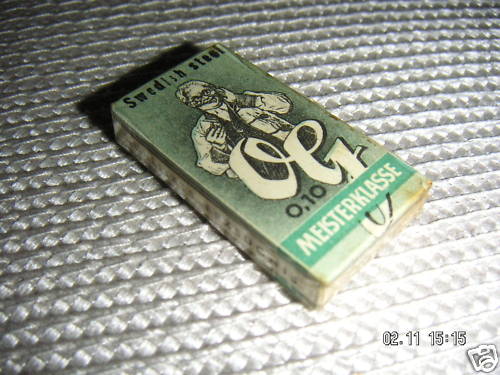 Swedish steel
0,10
MEISTERKLASSE
02.11 15:15